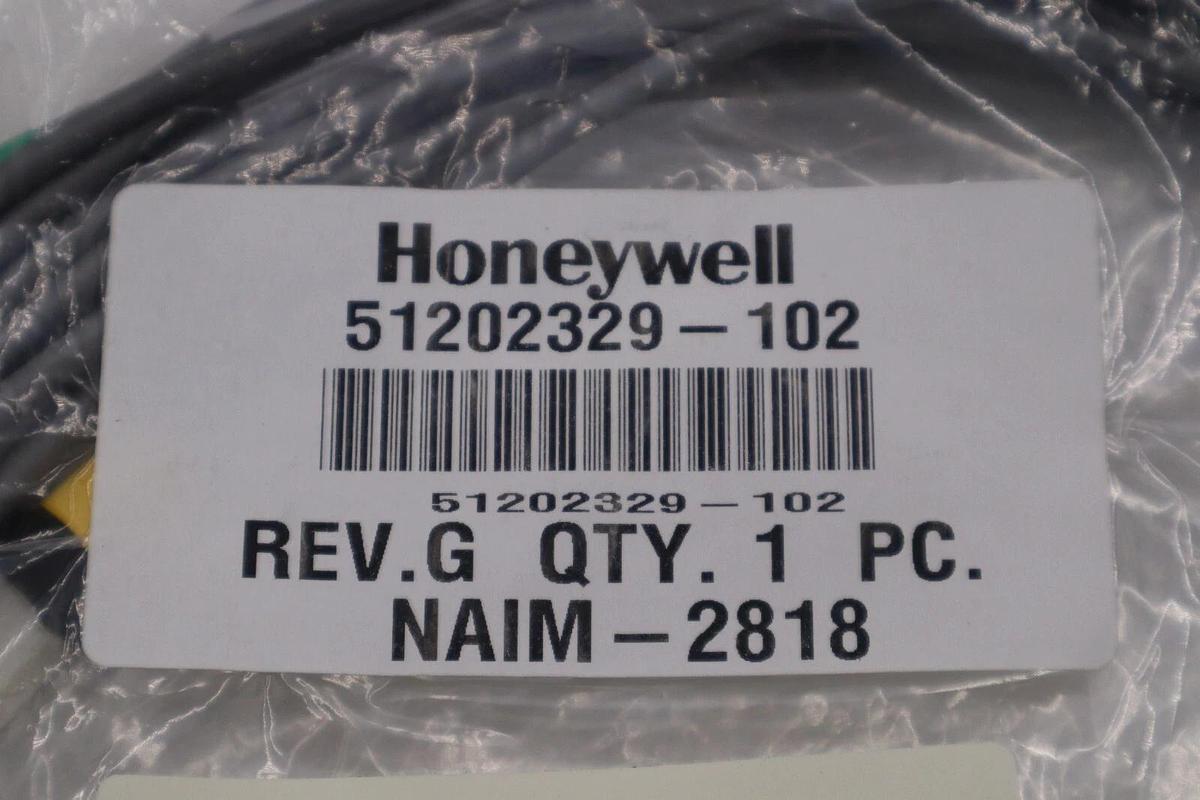 Honeywell
51202329-102
51202329-102
REV.G QTY. 1 PC.
NAIM-2818